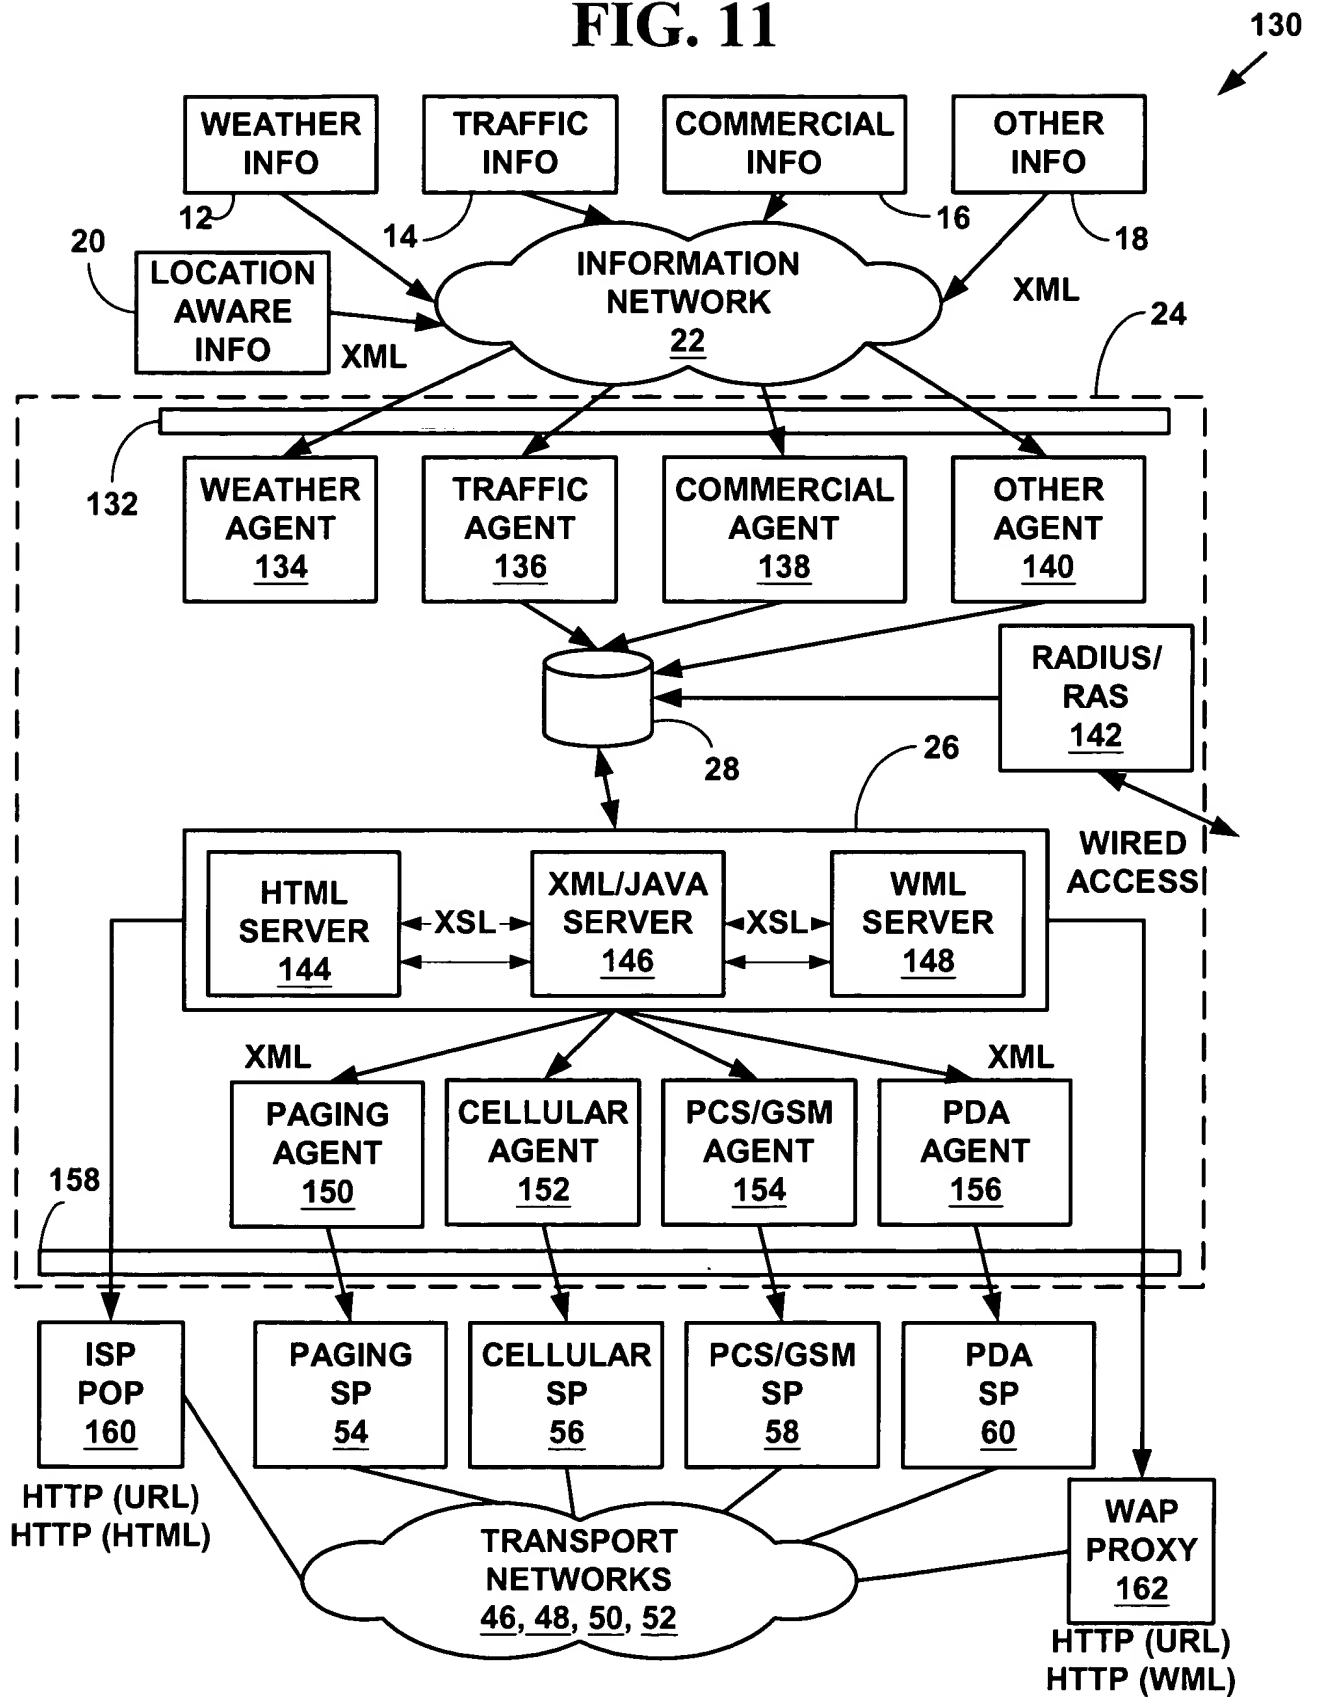 FIG. 11
130
WEATHER
INFO
TRAFFIC
INFO
COMMERCIAL
INFO
OTHER
INFO
12
14
16
18
20
LOCATION
AWARE
INFO
XML
INFORMATION
NETWORK
22
XML
24
132
WEATHER
AGENT
134
TRAFFIC
AGENT
136
COMMERCIAL
AGENT
138
OTHER
AGENT
140
RADIUS/
RAS
142
28
26
WIRED
ACCESS
HTML
SERVER
144
XSL
XML/JAVA
SERVER
146
XSL
WML
SERVER
148
XML
XML
PAGING
AGENT
150
CELLULAR
AGENT
152
PCS/GSM
AGENT
154
PDA
AGENT
156
158
ISP
POP
160
PAGING
SP
54
CELLULAR
SP
56
PCS/GSM
SP
58
PDA
SP
60
HTTP (URL)
HTTP (HTML)
TRANSPORT
NETWORKS
46, 48, 50, 52
WAP
PROXY
162
HTTP (URL)
HTTP (WML)